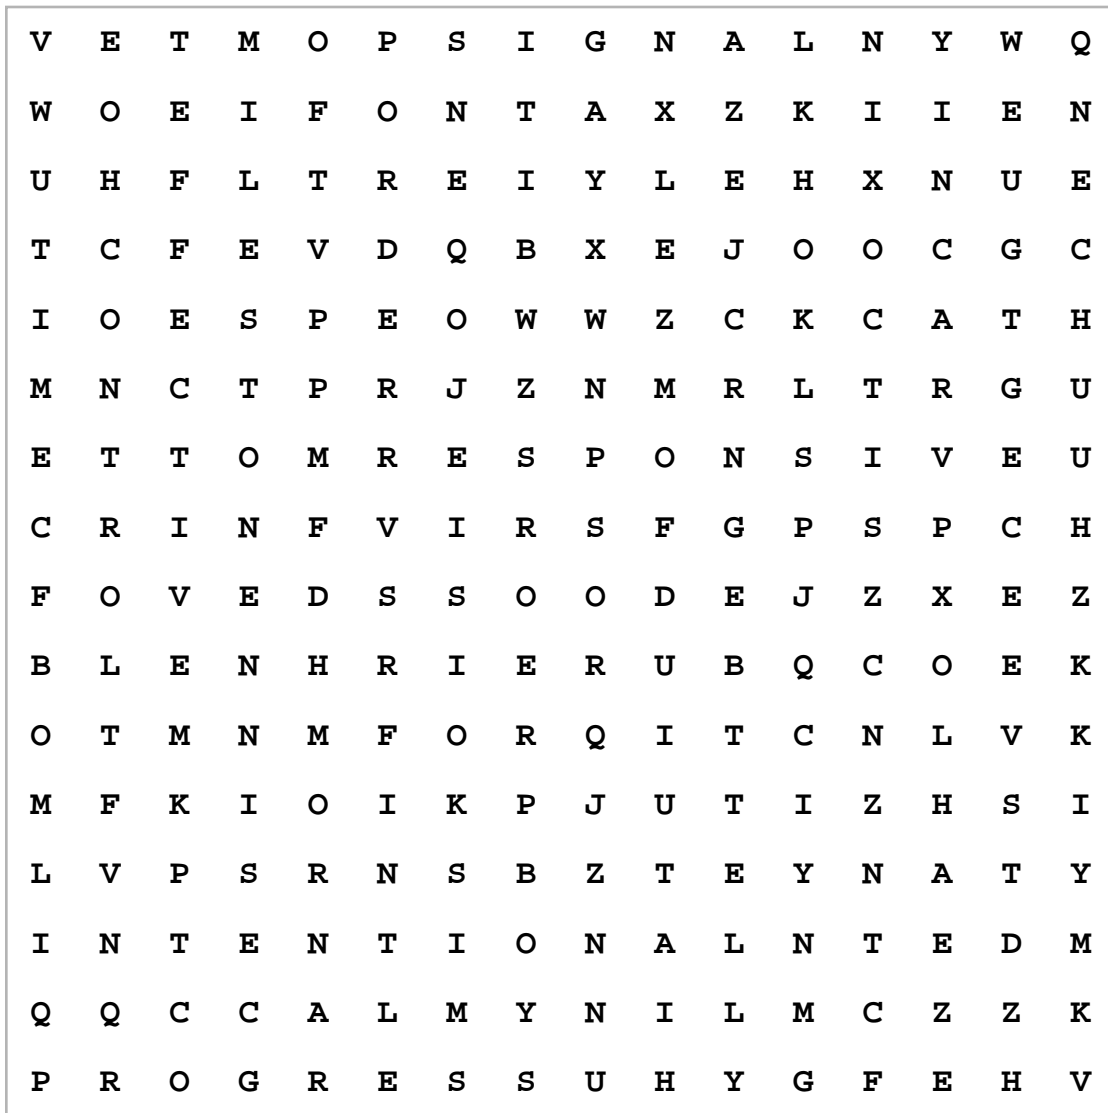 V E T M O P S I G N A L N Y W Q
W O E I F O N T A X Z K I I E N
U H F L T R E I Y L E H X N U E
T C F E V D Q B X E J O O C G C
I O E S P E O W W Z C K C A T H
M N C T P R J Z N M R L T R G U
E T T O M R E S P O N S I V E U
C R I N F V I R S F G P S P C H
F O V E D S S O O D E J Z X E Z
B L E N H R I E R U B Q C O E K
O T M N M F O R Q I T C N L V K
M F K I O I K P J U T I Z H S I
L V P S R N S B Z T E Y N A T Y
I N T E N T I O N A L N T E D M
Q Q C C A L M Y N I L M C Z Z K
P R O G R E S S U H Y G F E H V